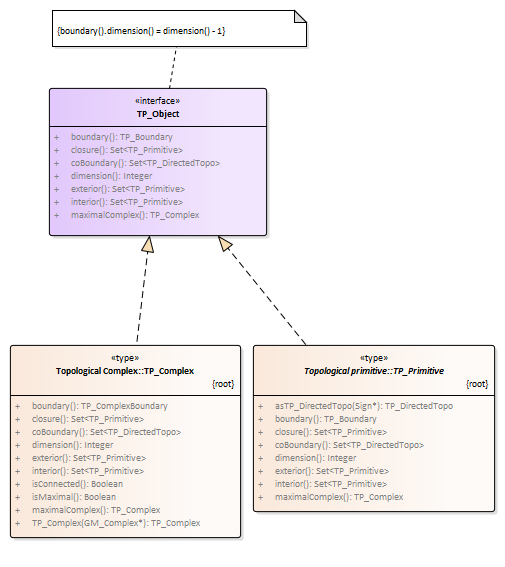 {boundary().dimension() = dimension() - 1}
«interface»
TP_Object
+ boundary(): TP_Boundary
+ closure(): Set<TP_Primitive>
+ coBoundary(): Set<TP_DirectedTopo>
+ dimension(): Integer
+ exterior(): Set<TP_Primitive>
+ interior(): Set<TP_Primitive>
+ maximalComplex(): TP_Complex
«type»
Topological Complex::TP_Complex
{root}
+ boundary(): TP_ComplexBoundary
+ closure(): Set<TP_Primitive>
+ coBoundary(): Set<TP_DirectedTopo>
+ dimension(): Integer
+ exterior(): Set<TP_Primitive>
+ interior(): Set<TP_Primitive>
+ isConnected(): Boolean
+ isMaximal(): Boolean
+ maximalComplex(): TP_Complex
+ TP_Complex(GM_Complex*): TP_Complex
«type»
Topological primitive::TP_Primitive
{root}
+ asTP_DirectedTopo(Sign*): TP_DirectedTopo
+ boundary(): TP_Boundary
+ closure(): Set<TP_Primitive>
+ coBoundary(): Set<TP_DirectedTopo>
+ dimension(): Integer
+ exterior(): Set<TP_Primitive>
+ interior(): Set<TP_Primitive>
+ maximalComplex(): TP_Complex